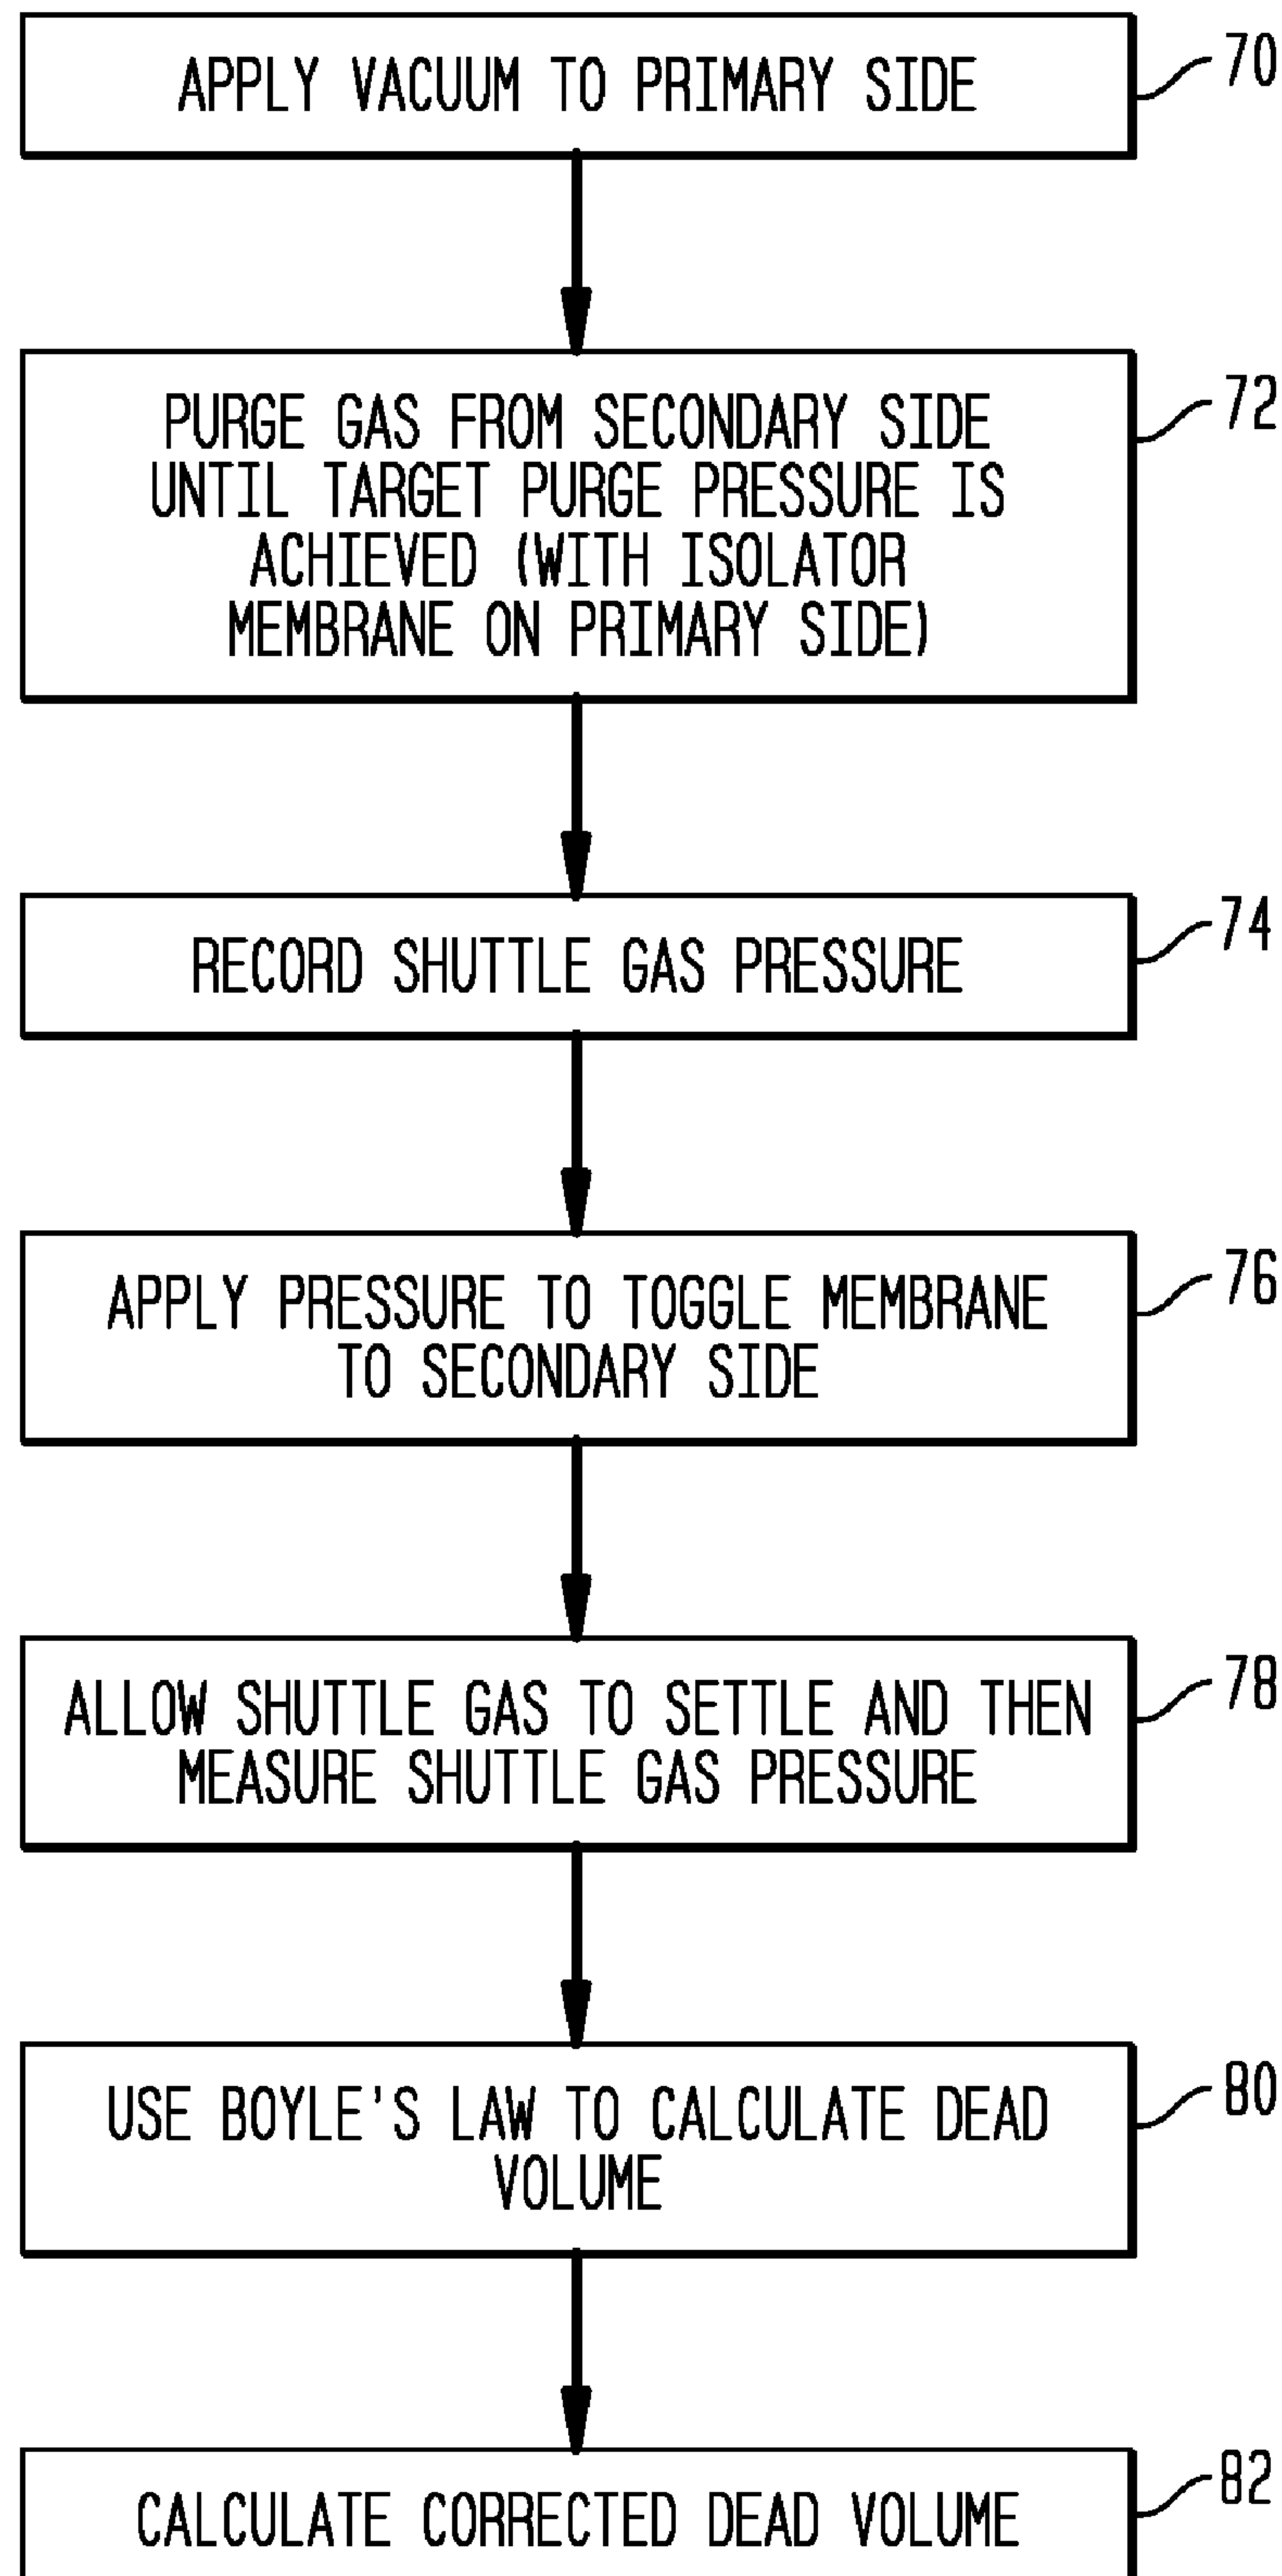 APPLY VACUUM TO PRIMARY SIDE
70
PURGE GAS FROM SECONDARY SIDE
UNTIL TARGET PURGE PRESSURE IS
ACHIEVED (WITH ISOLATOR
MEMBRANE ON PRIMARY SIDE)
72
RECORD SHUTTLE GAS PRESSURE
74
APPLY PRESSURE TO TOGGLE MEMBRANE
TO SECONDARY SIDE
76
ALLOW SHUTTLE GAS TO SETTLE AND THEN
MEASURE SHUTTLE GAS PRESSURE
78
USE BOYLE'S LAW TO CALCULATE DEAD
VOLUME
80
CALCULATE CORRECTED DEAD VOLUME
82